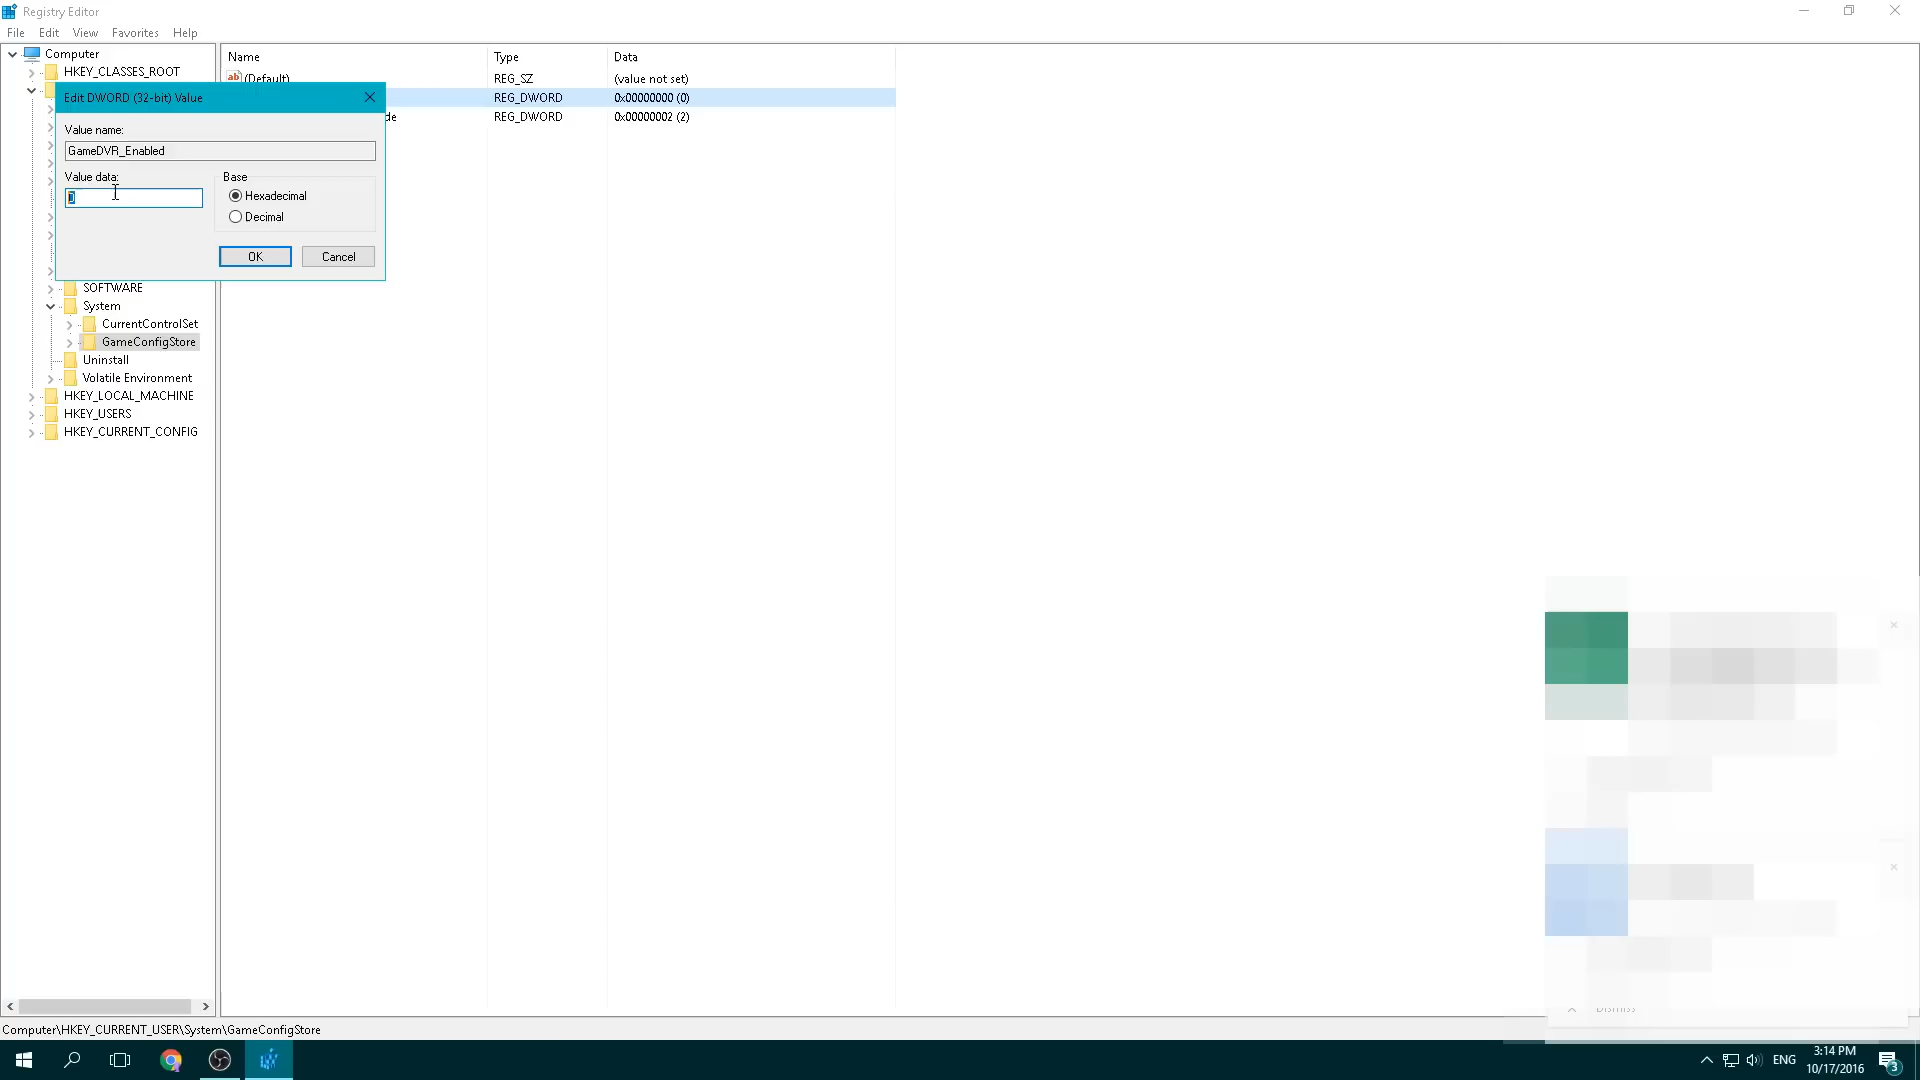 Registry Editor
File Edit View Favorites Help
Computer
HKEY_CLASSES_ROOT
Name Type Data
(Default) REG_SZ (value not set)
REG_DWORD 0x00000000 (0)
de REG_DWORD 0x00000002 (2)
Edit DWORD (32-bit) Value
Value name:
GameDVR_Enabled
Value data:
0
Base
Hexadecimal
Decimal
OK Cancel
SOFTWARE
System
CurrentControlSet
GameConfigStore
Uninstall
Volatile Environment
HKEY_LOCAL_MACHINE
HKEY_USERS
HKEY_CURRENT_CONFIG
Computer\HKEY_CURRENT_USER\System\GameConfigStore
ENG
3:14 PM
10/17/2016
3